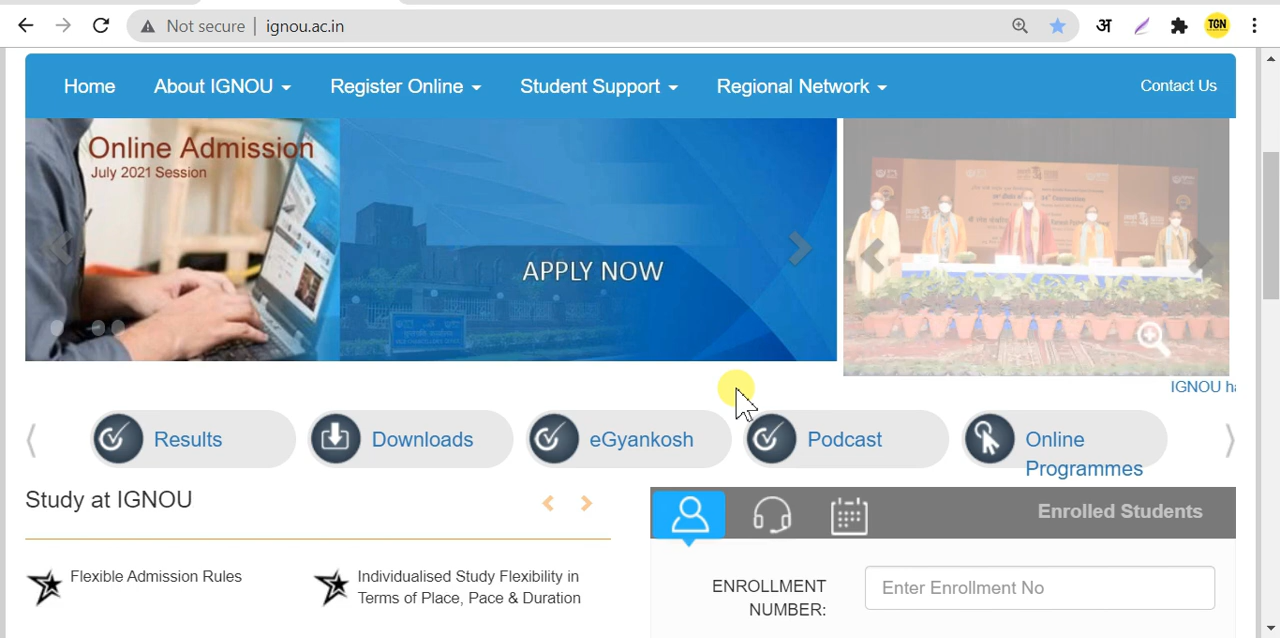 Not secure | ignou.ac.in
अ
TGN
Home
About IGNOU
Register Online
Student Support
Regional Network
Contact Us
Online Admission
July 2021 Session
APPLY NOW
IGNOU ha
Results
Downloads
eGyankosh
Podcast
Online
Programmes
Study at IGNOU
Enrolled Students
Flexible Admission Rules
Individualised Study Flexibility in
Terms of Place, Pace & Duration
ENROLLMENT
NUMBER:
Enter Enrollment No